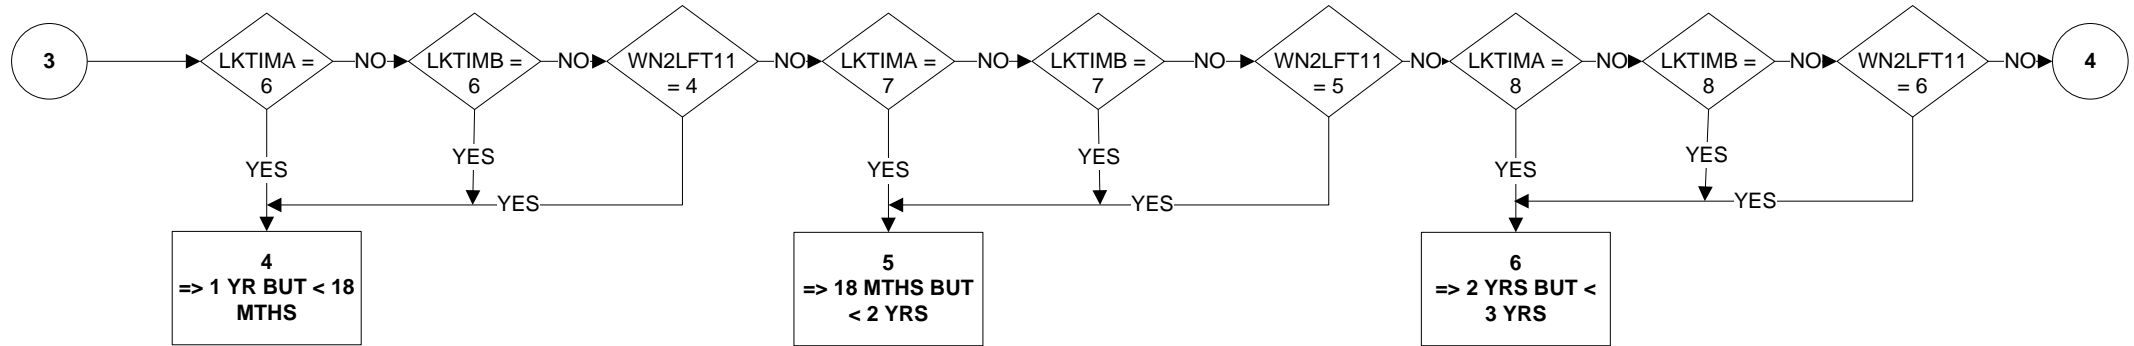 3
LKTIMA =
6
NO
LKTIMB =
6
NO
WN2LFT11
= 4
NO
LKTIMA =
7
NO
LKTIMB =
7
NO
WN2LFT11
= 5
NO
LKTIMA =
8
NO
LKTIMB =
8
NO
WN2LFT11
= 6
NO
4
YES
YES
YES
YES
YES
YES
YES
YES
YES
4
=> 1 YR BUT < 18
MTHS
5
=> 18 MTHS BUT
< 2 YRS
6
=> 2 YRS BUT <
3 YRS